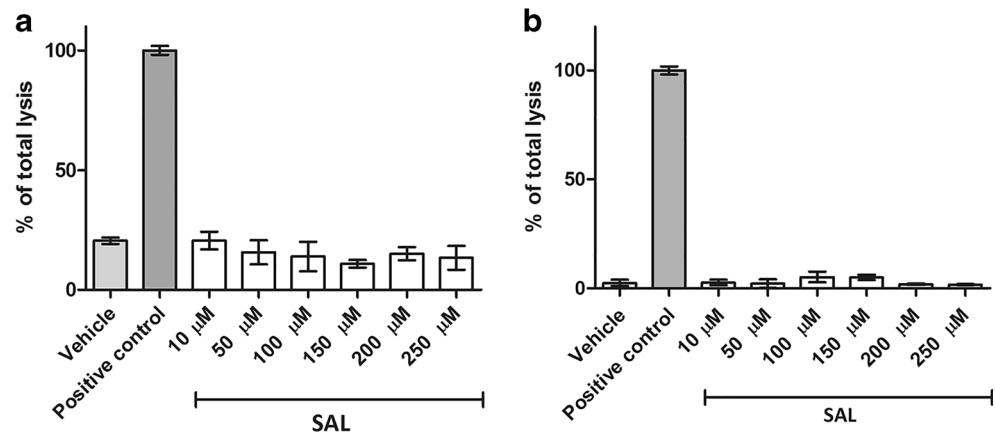 a
% of total lysis
100
50
0
Vehicle
Positive control
10 µM
50 µM
100 µM
150 µM
200 µM
250 µM
SAL
b
% of total lysis
100
50
0
Vehicle
Positive control
10 µM
50 µM
100 µM
150 µM
200 µM
250 µM
SAL